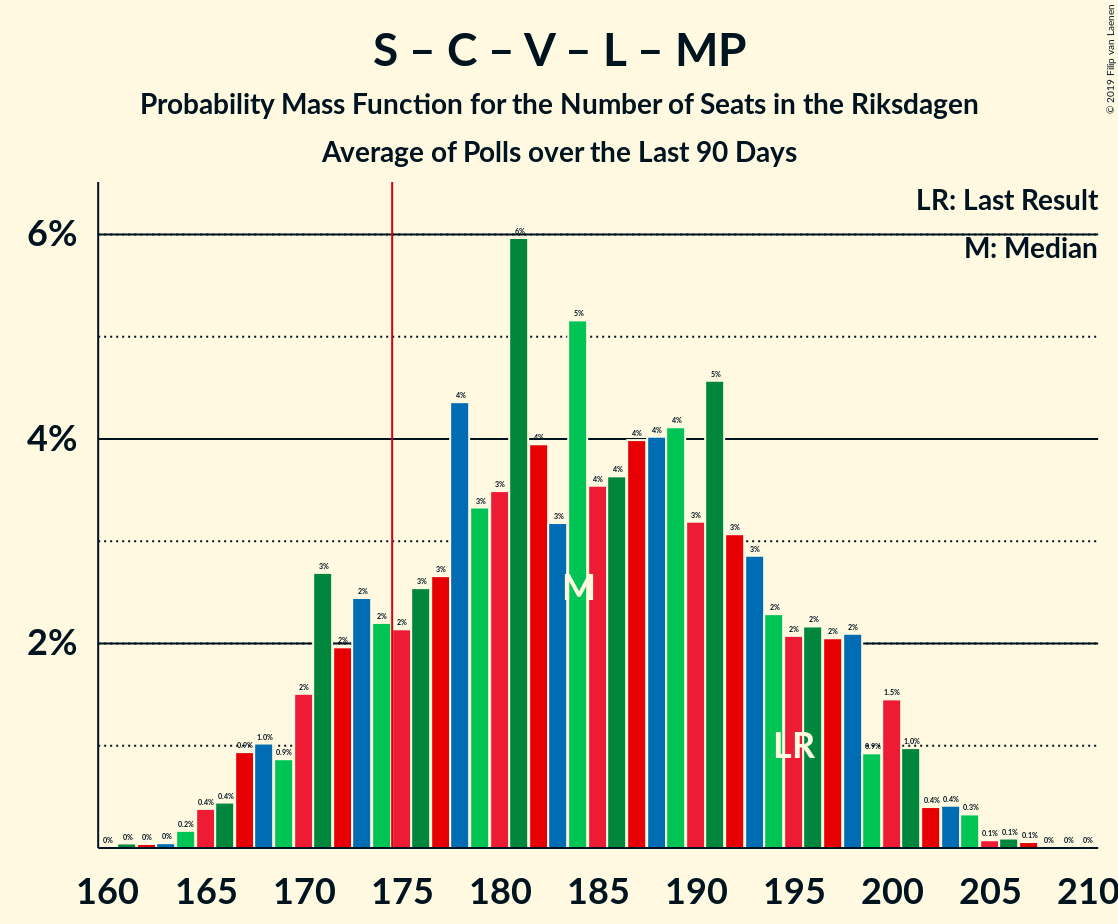 S – C – V – L – MP
Probability Mass Function for the Number of Seats in the Riksdagen
Average of Polls over the Last 90 Days
© 2019 Filip van Laenen
LR: Last Result
M: Median
6%
4%
2%
0% 0% 0% 0% 0.2% 0.4% 0.4% 0.9% 1.0% 0.9% 2% 3% 2% 2% 2% 2% 3% 3% 4% 3% 3% 6% 4% 3% 5% 4% 4% 4% 4% 4% 3% 5% 3% 3% 2% 2% 2% 2% 2% 0.9% 1.5% 1.0% 0.4% 0.4% 0.3% 0.1% 0.1% 0.1% 0% 0% 0%
M
LR
160 165 170 175 180 185 190 195 200 205 210